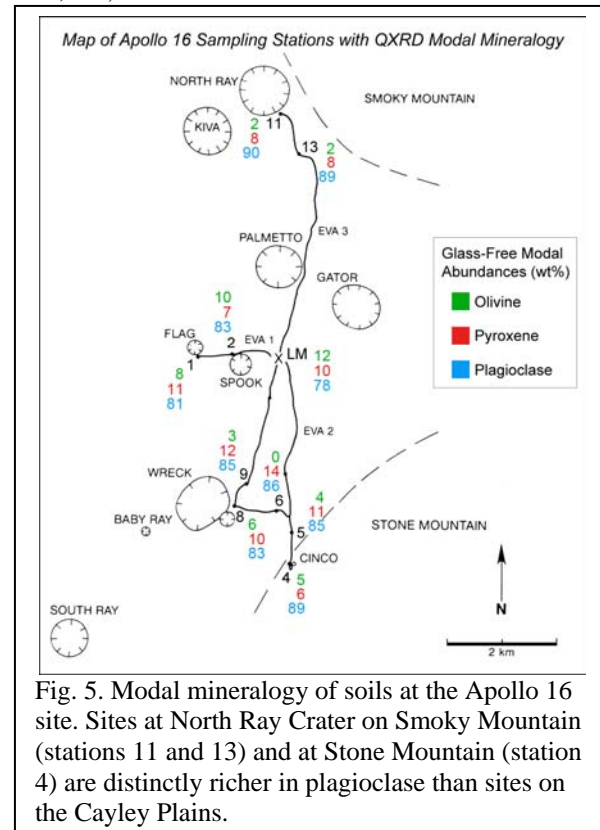 Map of Apollo 16 Sampling Stations with QXRD Modal Mineralogy
NORTH RAY
SMOKY MOUNTAIN
KIVA
11
2
8
90
13
2
8
89
EVA 3
PALMETTO
GATOR
Glass-Free Modal
Abundances (wt%)
Olivine
Pyroxene
Plagioclase
10
7
83
FLAG
2
EVA 1
LM
12
10
78
1
SPOOK
8
11
81
EVA 2
3
12
85
0
14
86
WRECK
9
4
11
85
6
STONE MOUNTAIN
BABY RAY
8
6
10
83
5
CINCO
4
5
6
89
SOUTH RAY
N
2 km
Fig. 5. Modal mineralogy of soils at the Apollo 16
site. Sites at North Ray Crater on Smoky Mountain
(stations 11 and 13) and at Stone Mountain (station
4) are distinctly richer in plagioclase than sites on
the Cayley Plains.